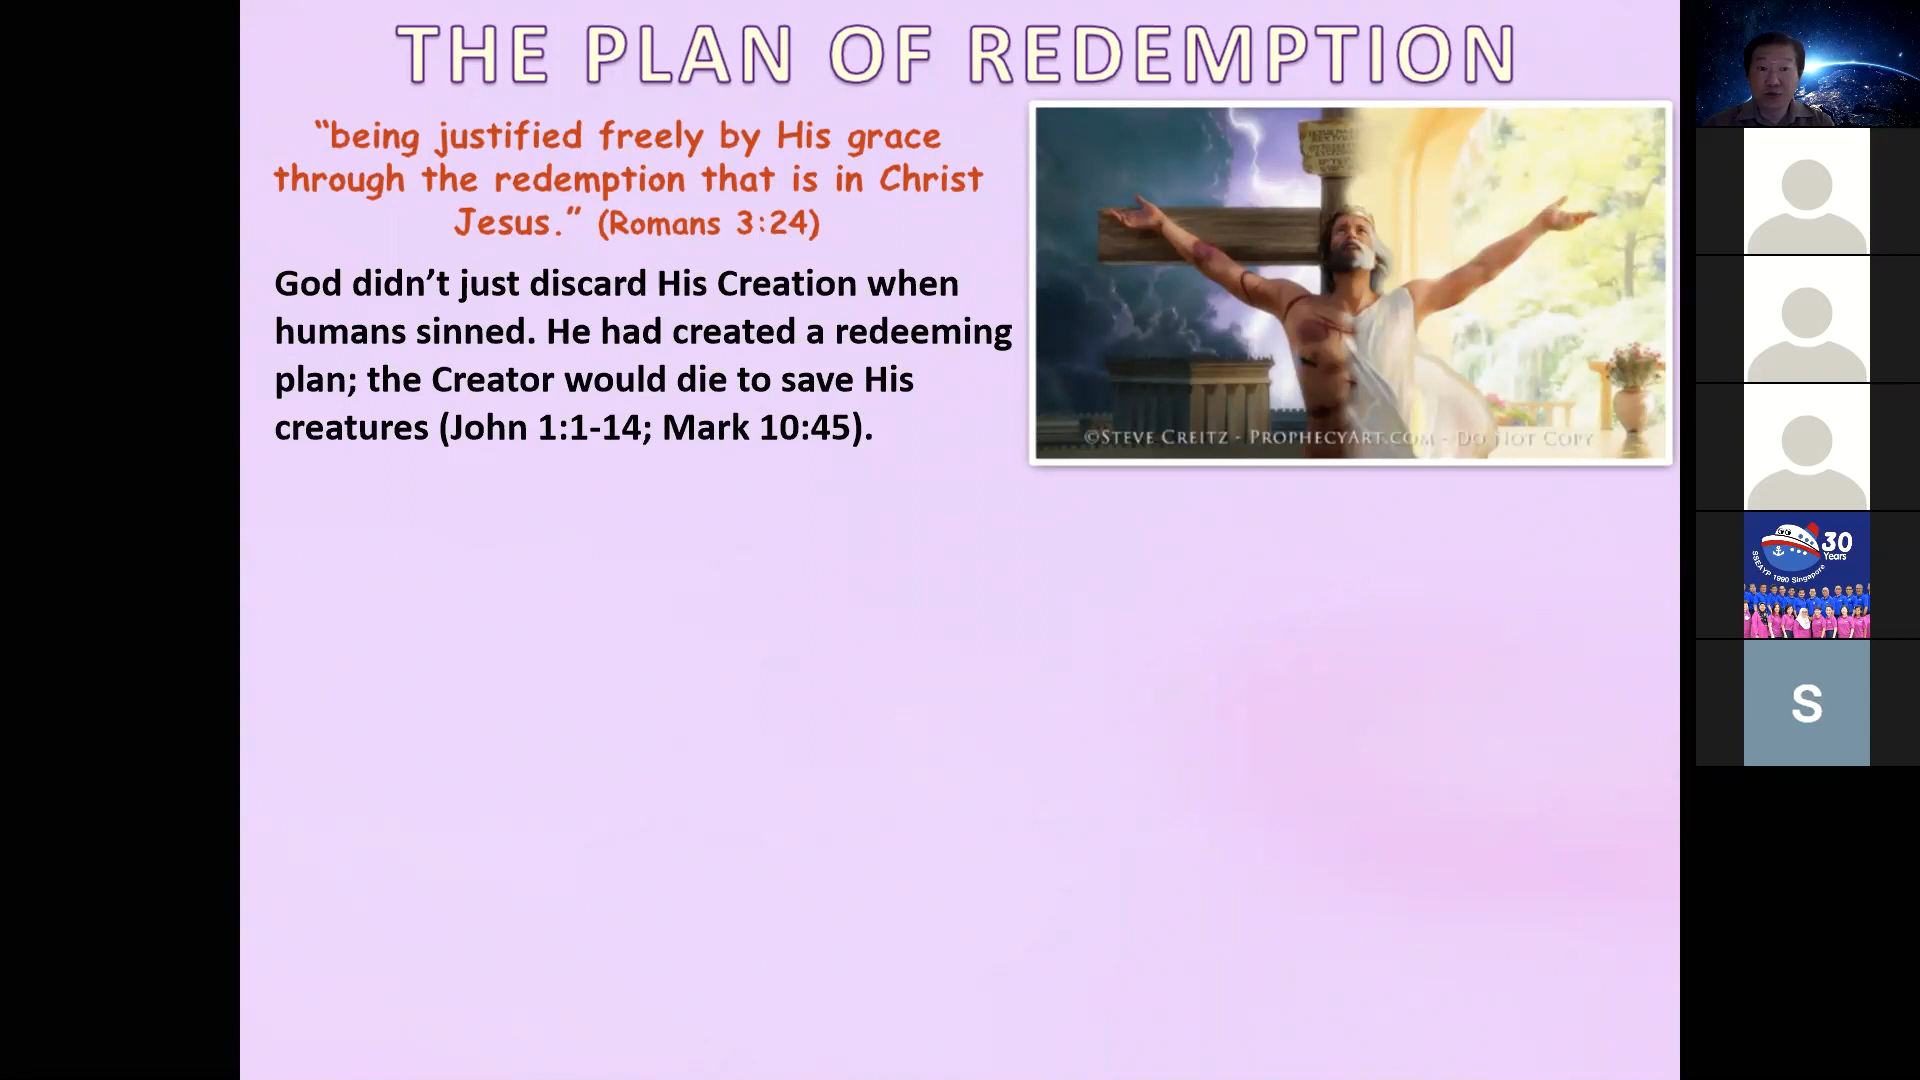 THE PLAN OF REDEMPTION
“being justified freely by His grace
through the redemption that is in Christ
Jesus.” (Romans 3:24)
God didn’t just discard His Creation when
humans sinned. He had created a redeeming
plan; the Creator would die to save His
creatures (John 1:1-14; Mark 10:45).
©STEVE CREITZ - PROPHECYART.COM - DO NOT COPY
30
Years
SSEAYP 1990 Singapore
S